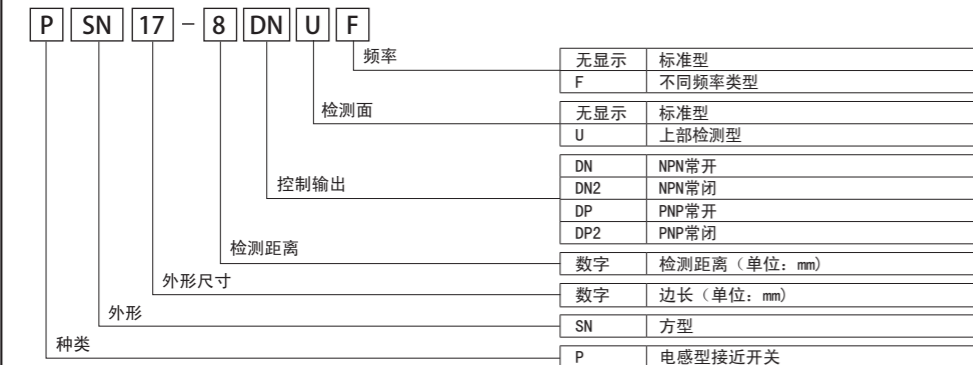 P SN 17 - 8 DN U F
频率
无显示 标准型
F 不同频率类型
检测面
无显示 标准型
U 上部检测型
控制输出
DN NPN常开
DN2 NPN常闭
DP PNP常开
DP2 PNP常闭
检测距离
数字 检测距离（单位：mm)
外形尺寸
数字 边长（单位：mm)
外形
SN 方型
种类
P 电感型接近开关